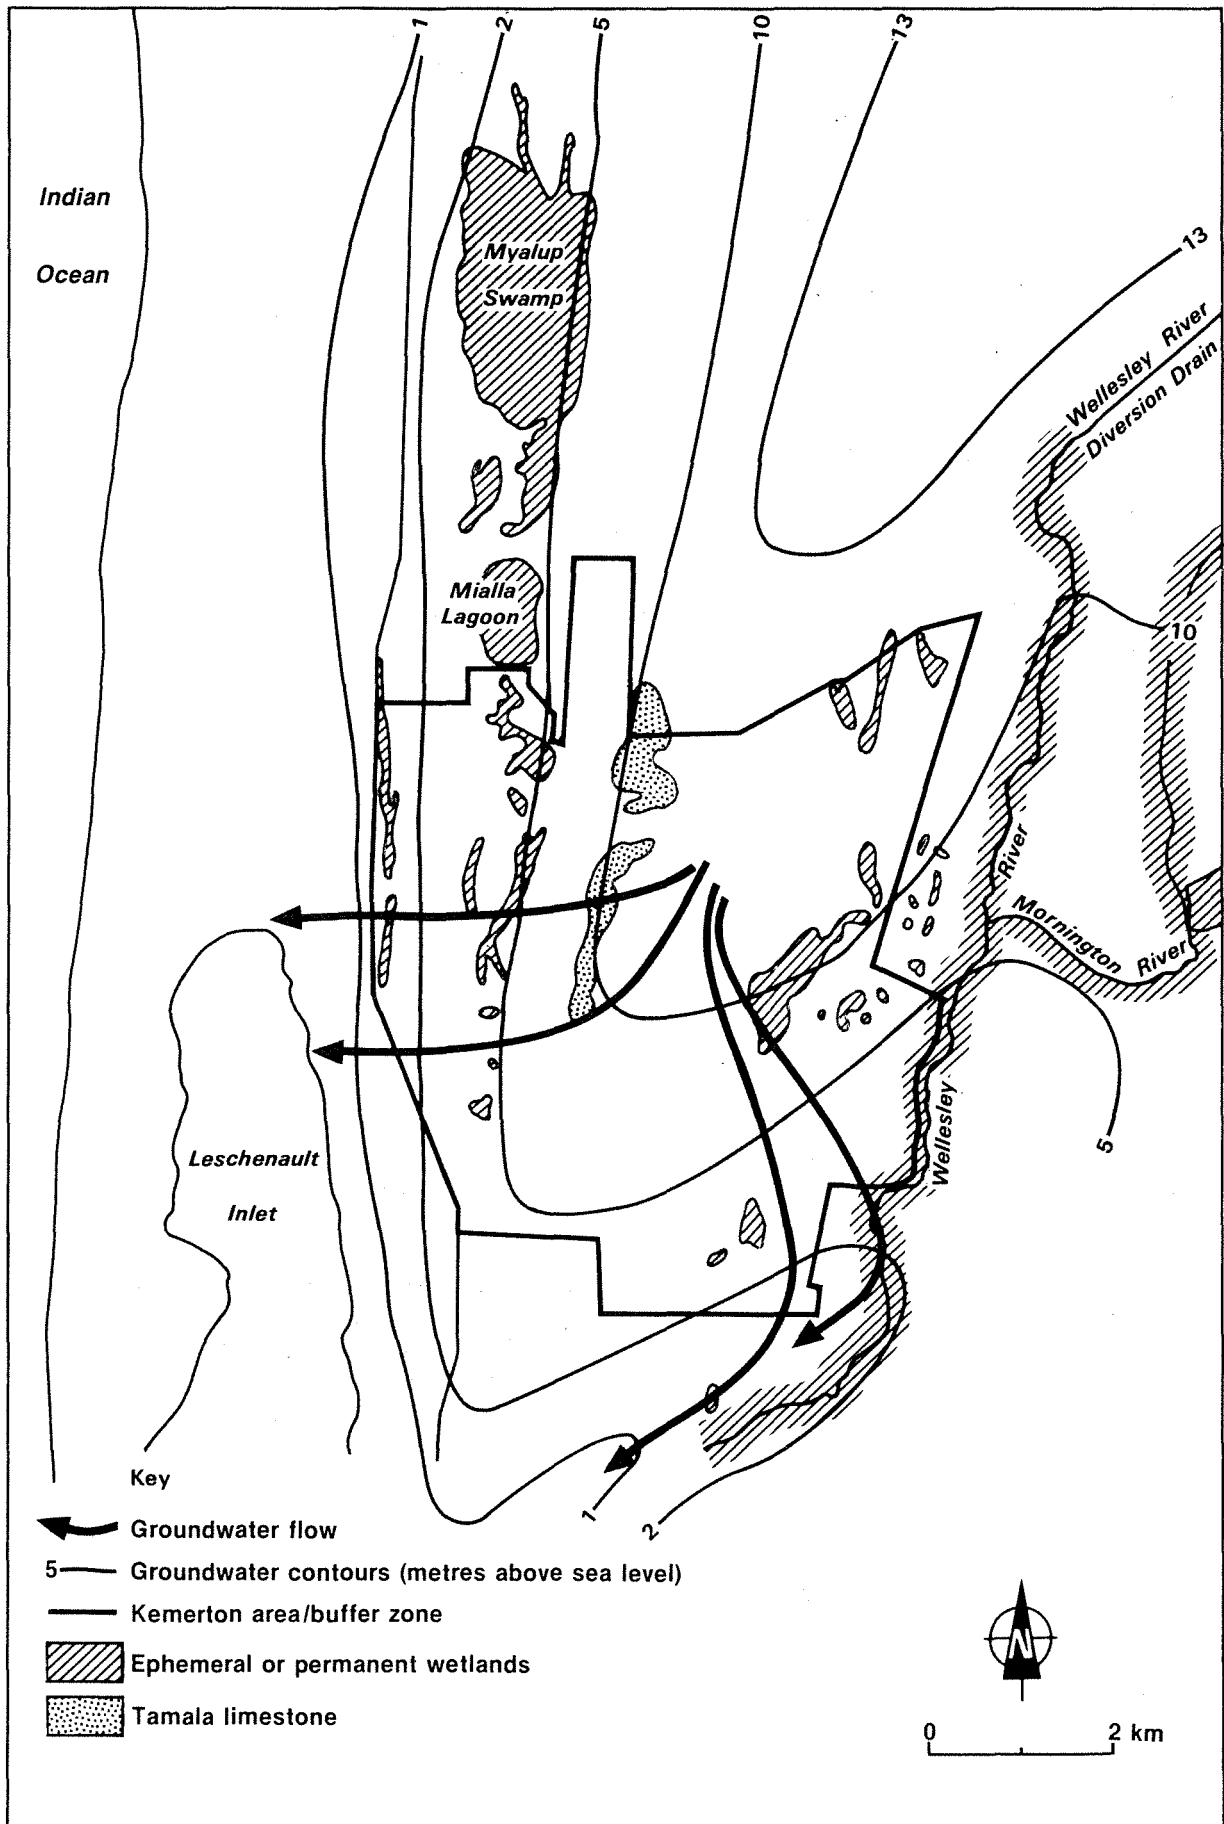 1
2
5
10
13
Indian
Ocean
Myalup
Swamp
13
Wellesley River
Diversion Drain
Mialla
Lagoon
10
River
Mornington River
Wellesley
5
Leschenault
Inlet
1
2
Key
Groundwater flow
5 Groundwater contours (metres above sea level)
Kemerton area/buffer zone
Ephemeral or permanent wetlands
Tamala limestone
N
0 2 km